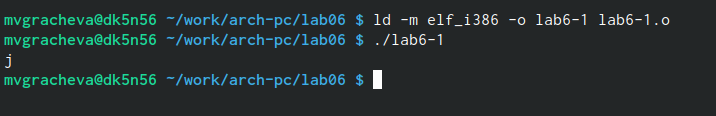 mvgracheva@dk5n56 ~/work/arch-pc/lab06 $ ld -m elf_i386 -o lab6-1 lab6-1.o
mvgracheva@dk5n56 ~/work/arch-pc/lab06 $ ./lab6-1
j
mvgracheva@dk5n56 ~/work/arch-pc/lab06 $